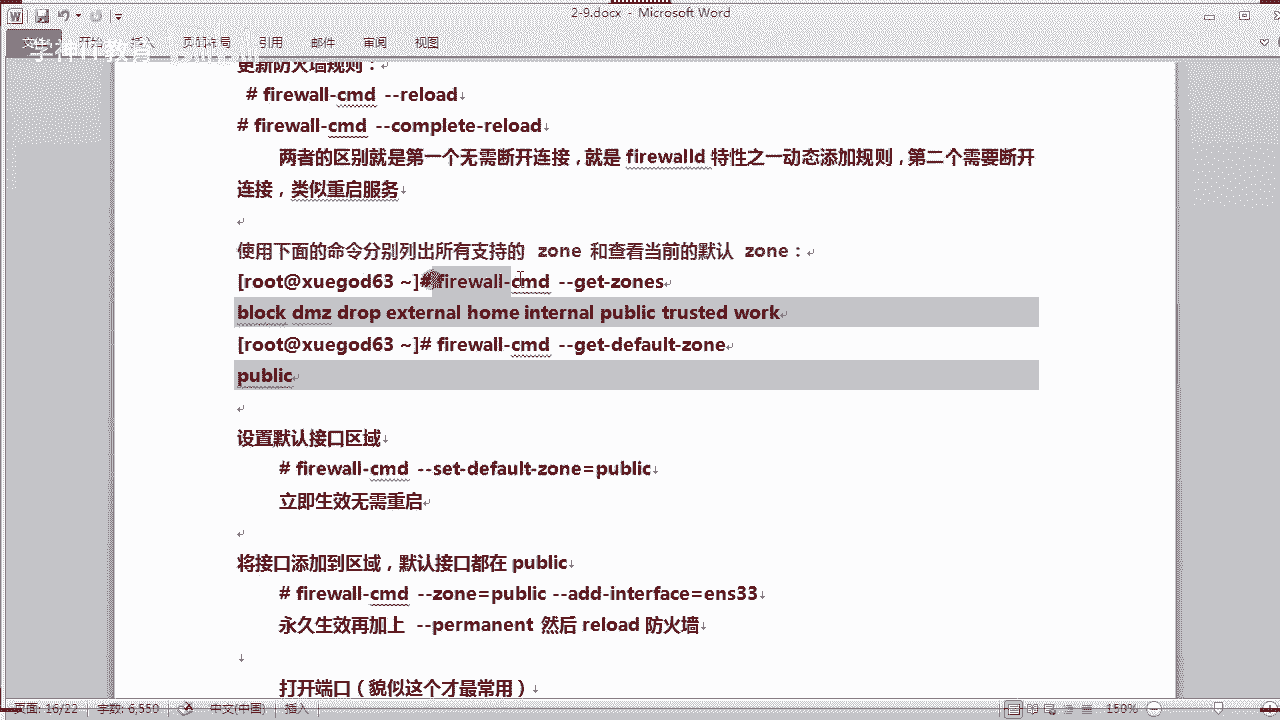 2-9.docx - Microsoft Word
开始 插入 页面布局 引用 邮件 审阅 视图
更新防火墙规则：
# firewall-cmd --reload
# firewall-cmd --complete-reload
两者的区别就是第一个无需断开连接，就是 firewalld 特性之一动态添加规则，第二个需要断开
连接，类似重启服务
使用下面的命令分别列出所有支持的 zone 和查看当前的默认 zone：
[root@xuegod63 ~]# firewall-cmd --get-zones
block dmz drop external home internal public trusted work
[root@xuegod63 ~]# firewall-cmd --get-default-zone
public
设置默认接口区域
# firewall-cmd --set-default-zone=public
立即生效无需重启
将接口添加到区域，默认接口都在 public
# firewall-cmd --zone=public --add-interface=ens33
永久生效再加上 --permanent 然后 reload 防火墙
打开端口（貌似这个才最常用）
页面: 16/22 字数: 6,550 中文(中国) 插入 150%